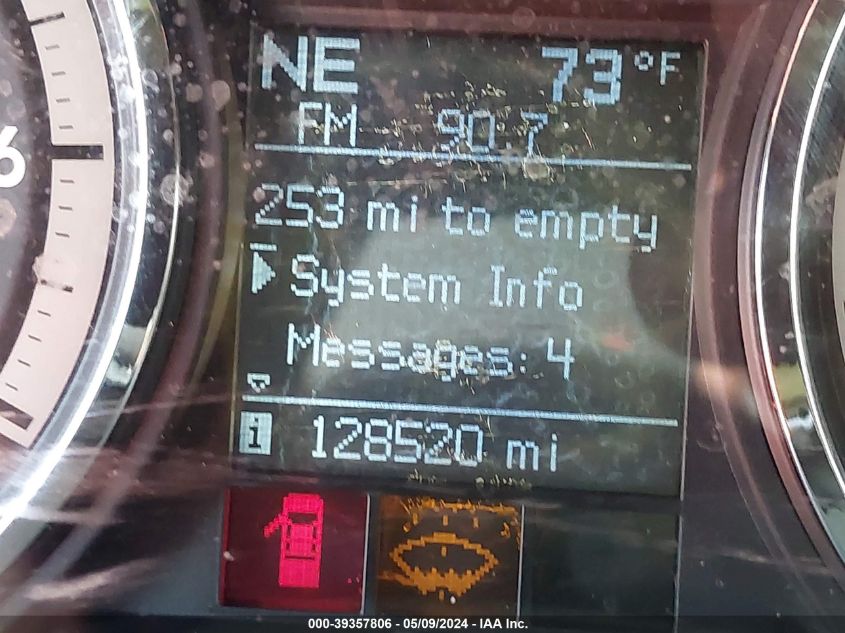 NE 73°F
FM 90.7
253 mi to empty
System Info
Messages: 4
i 128520 mi
6
000-39357806 - 05/09/2024 - IAA Inc.